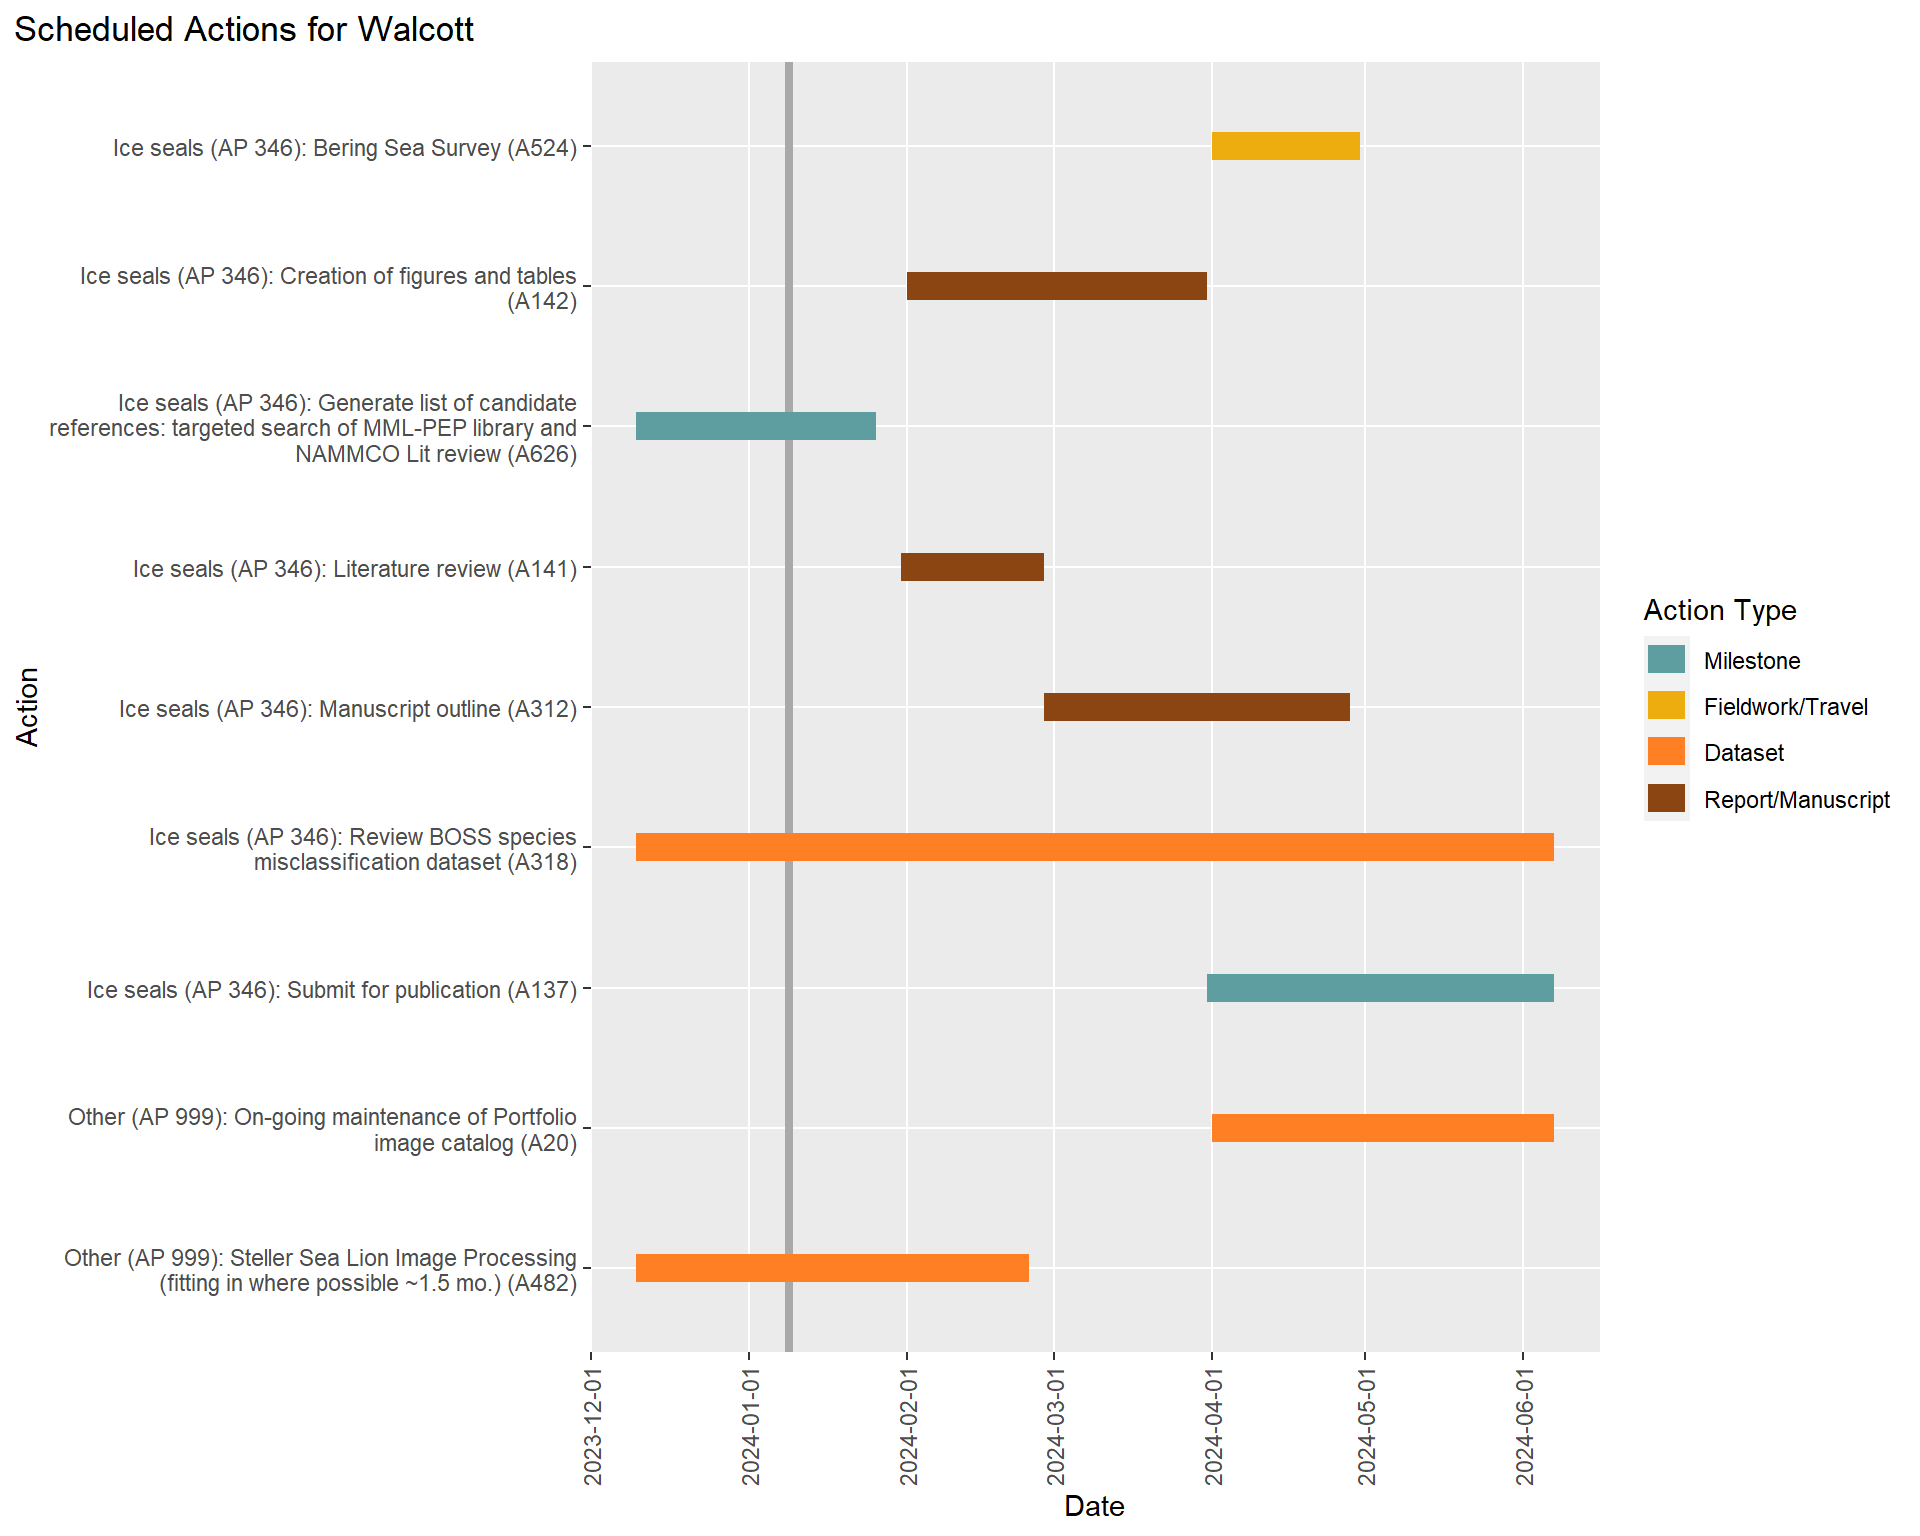 Scheduled Actions for Walcott
Ice seals (AP 346): Bering Sea Survey (A524)
Ice seals (AP 346): Creation of figures and tables
(A142)
Ice seals (AP 346): Generate list of candidate
references: targeted search of MML-PEP library and
NAMMCO Lit review (A626)
Ice seals (AP 346): Literature review (A141)
Ice seals (AP 346): Manuscript outline (A312)
Ice seals (AP 346): Review BOSS species
misclassification dataset (A318)
Ice seals (AP 346): Submit for publication (A137)
Other (AP 999): On-going maintenance of Portfolio
image catalog (A20)
Other (AP 999): Steller Sea Lion Image Processing
(fitting in where possible ~1.5 mo.) (A482)
Action
2023-12-01
2024-01-01
2024-02-01
2024-03-01
2024-04-01
2024-05-01
2024-06-01
Date
Action Type
Milestone
Fieldwork/Travel
Dataset
Report/Manuscript